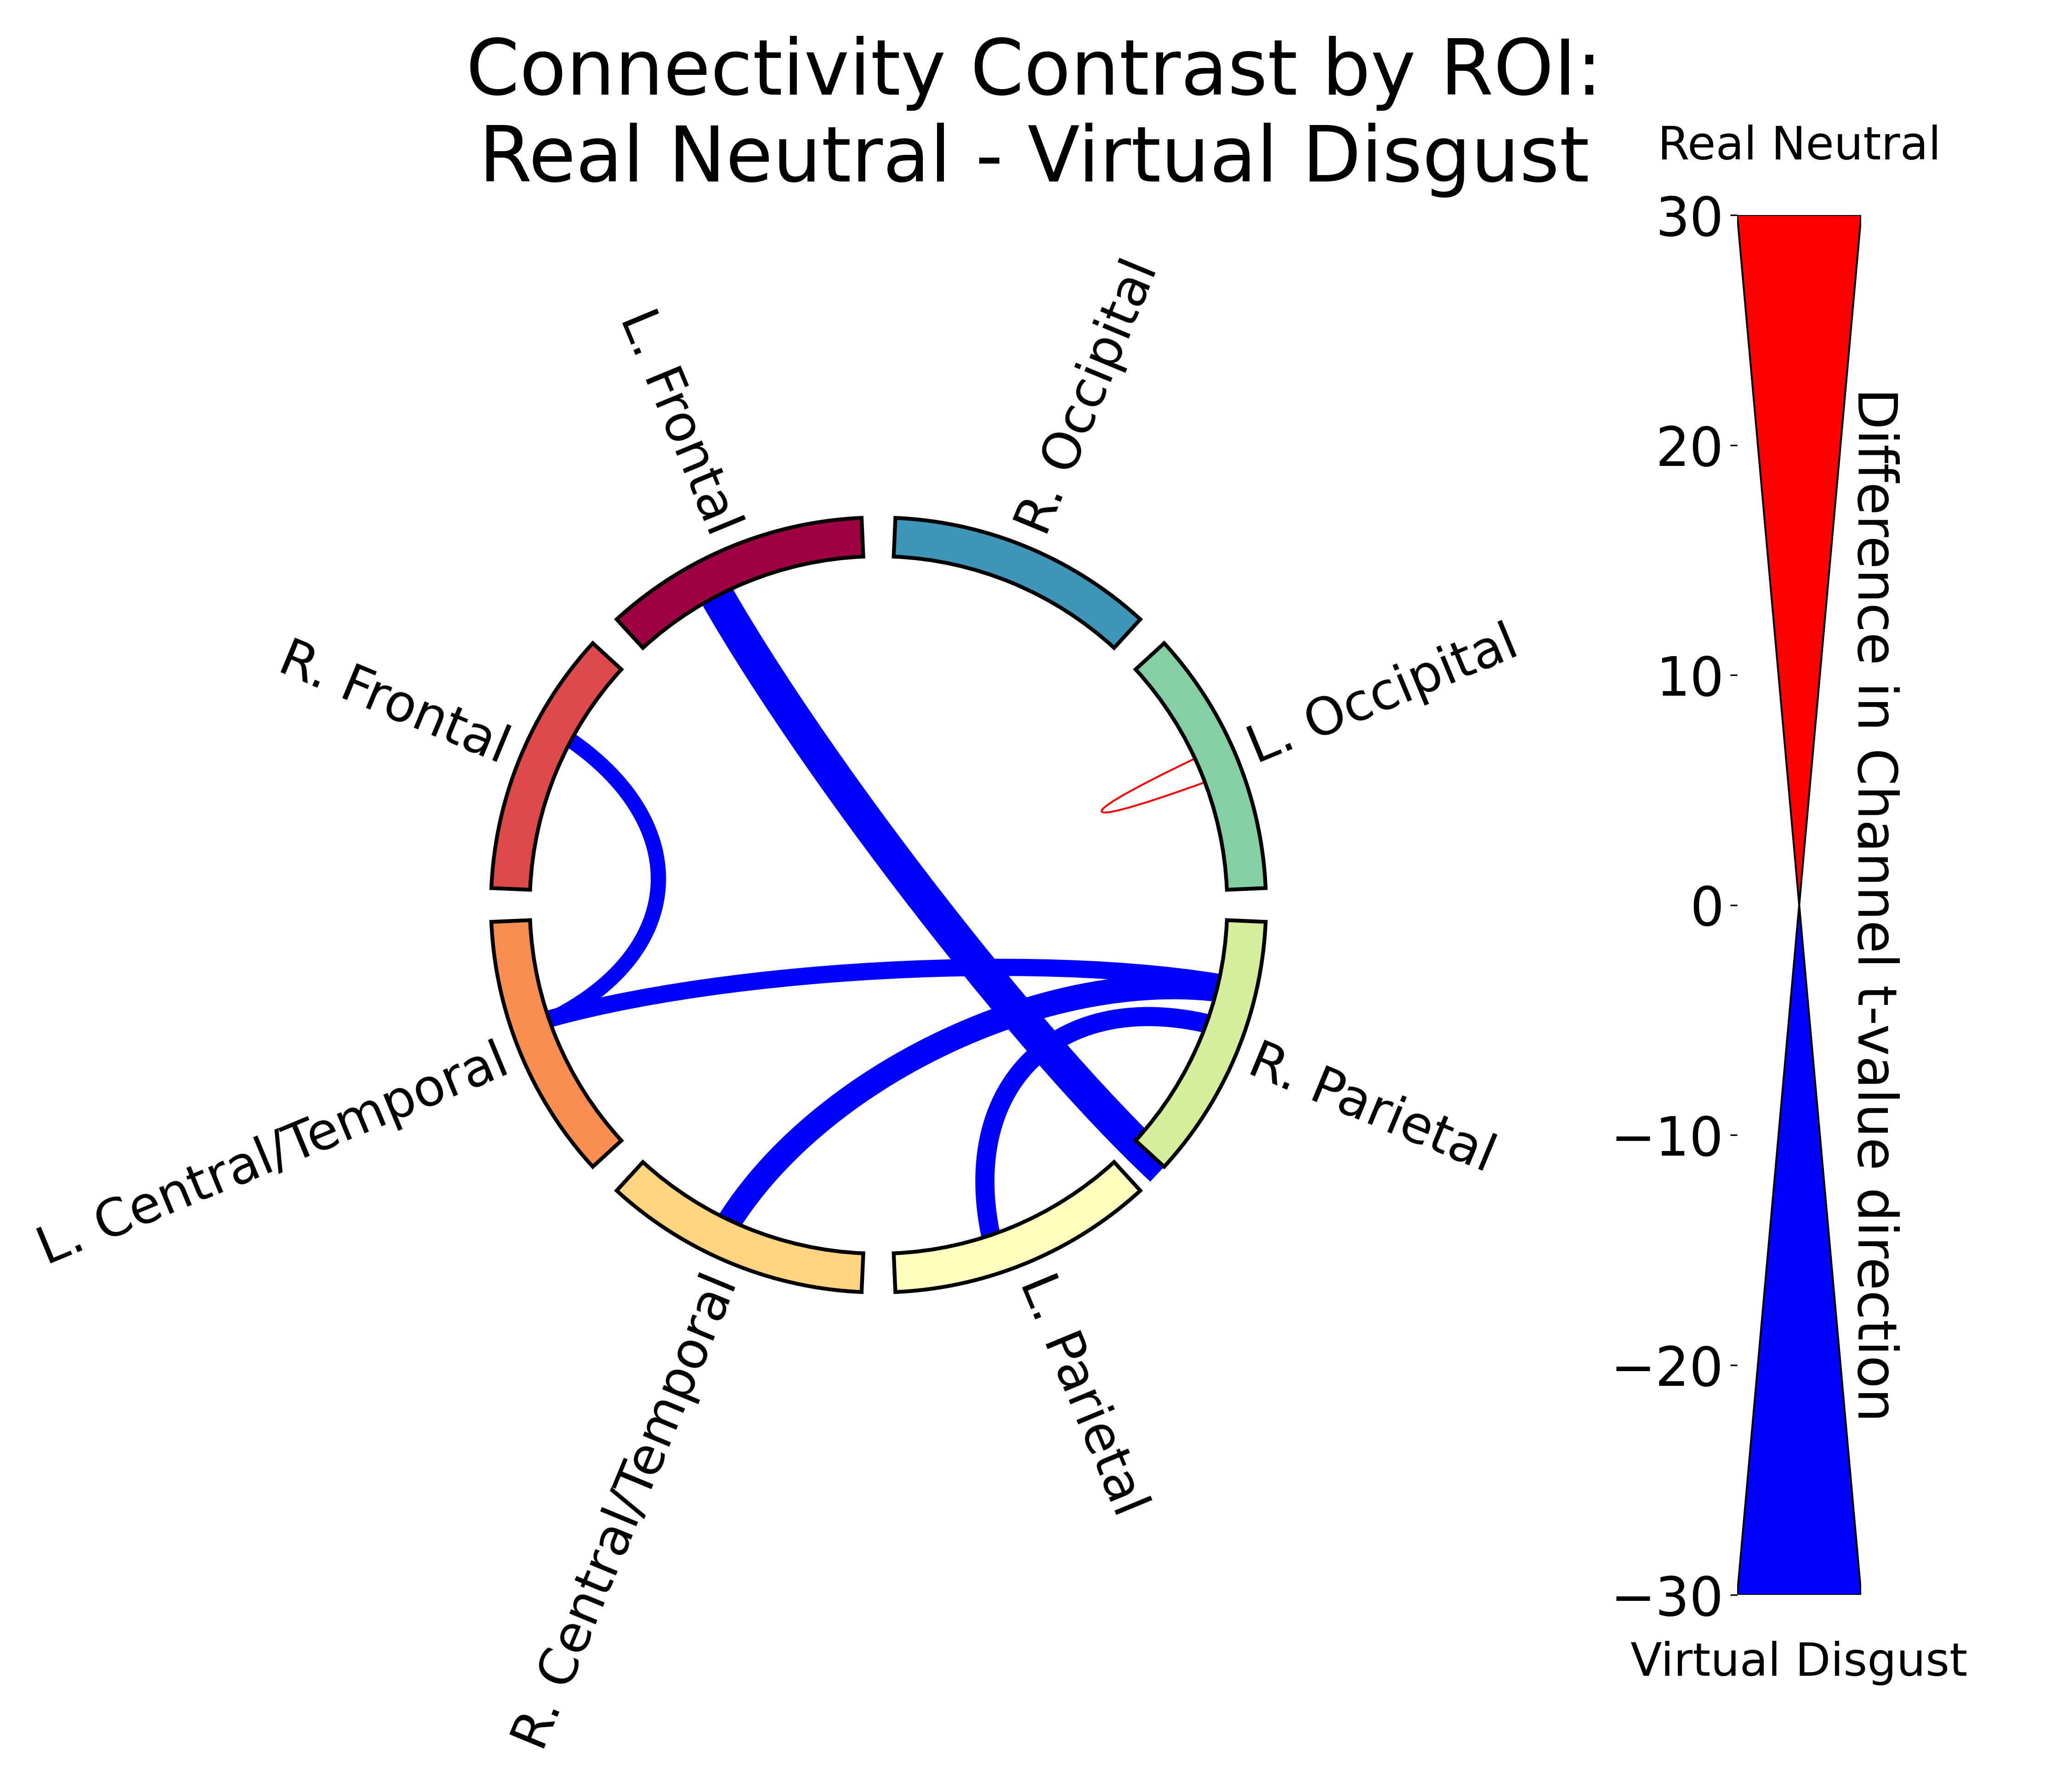 Connectivity Contrast by ROI:
Real Neutral - Virtual Disgust
Real Neutral
30
20
10
0
−10
−20
−30
Virtual Disgust
Difference in Channel t-value direction
L. Frontal
R. Occipital
R. Frontal
L. Occipital
L. Central/Temporal
R. Parietal
R. Central/Temporal
L. Parietal